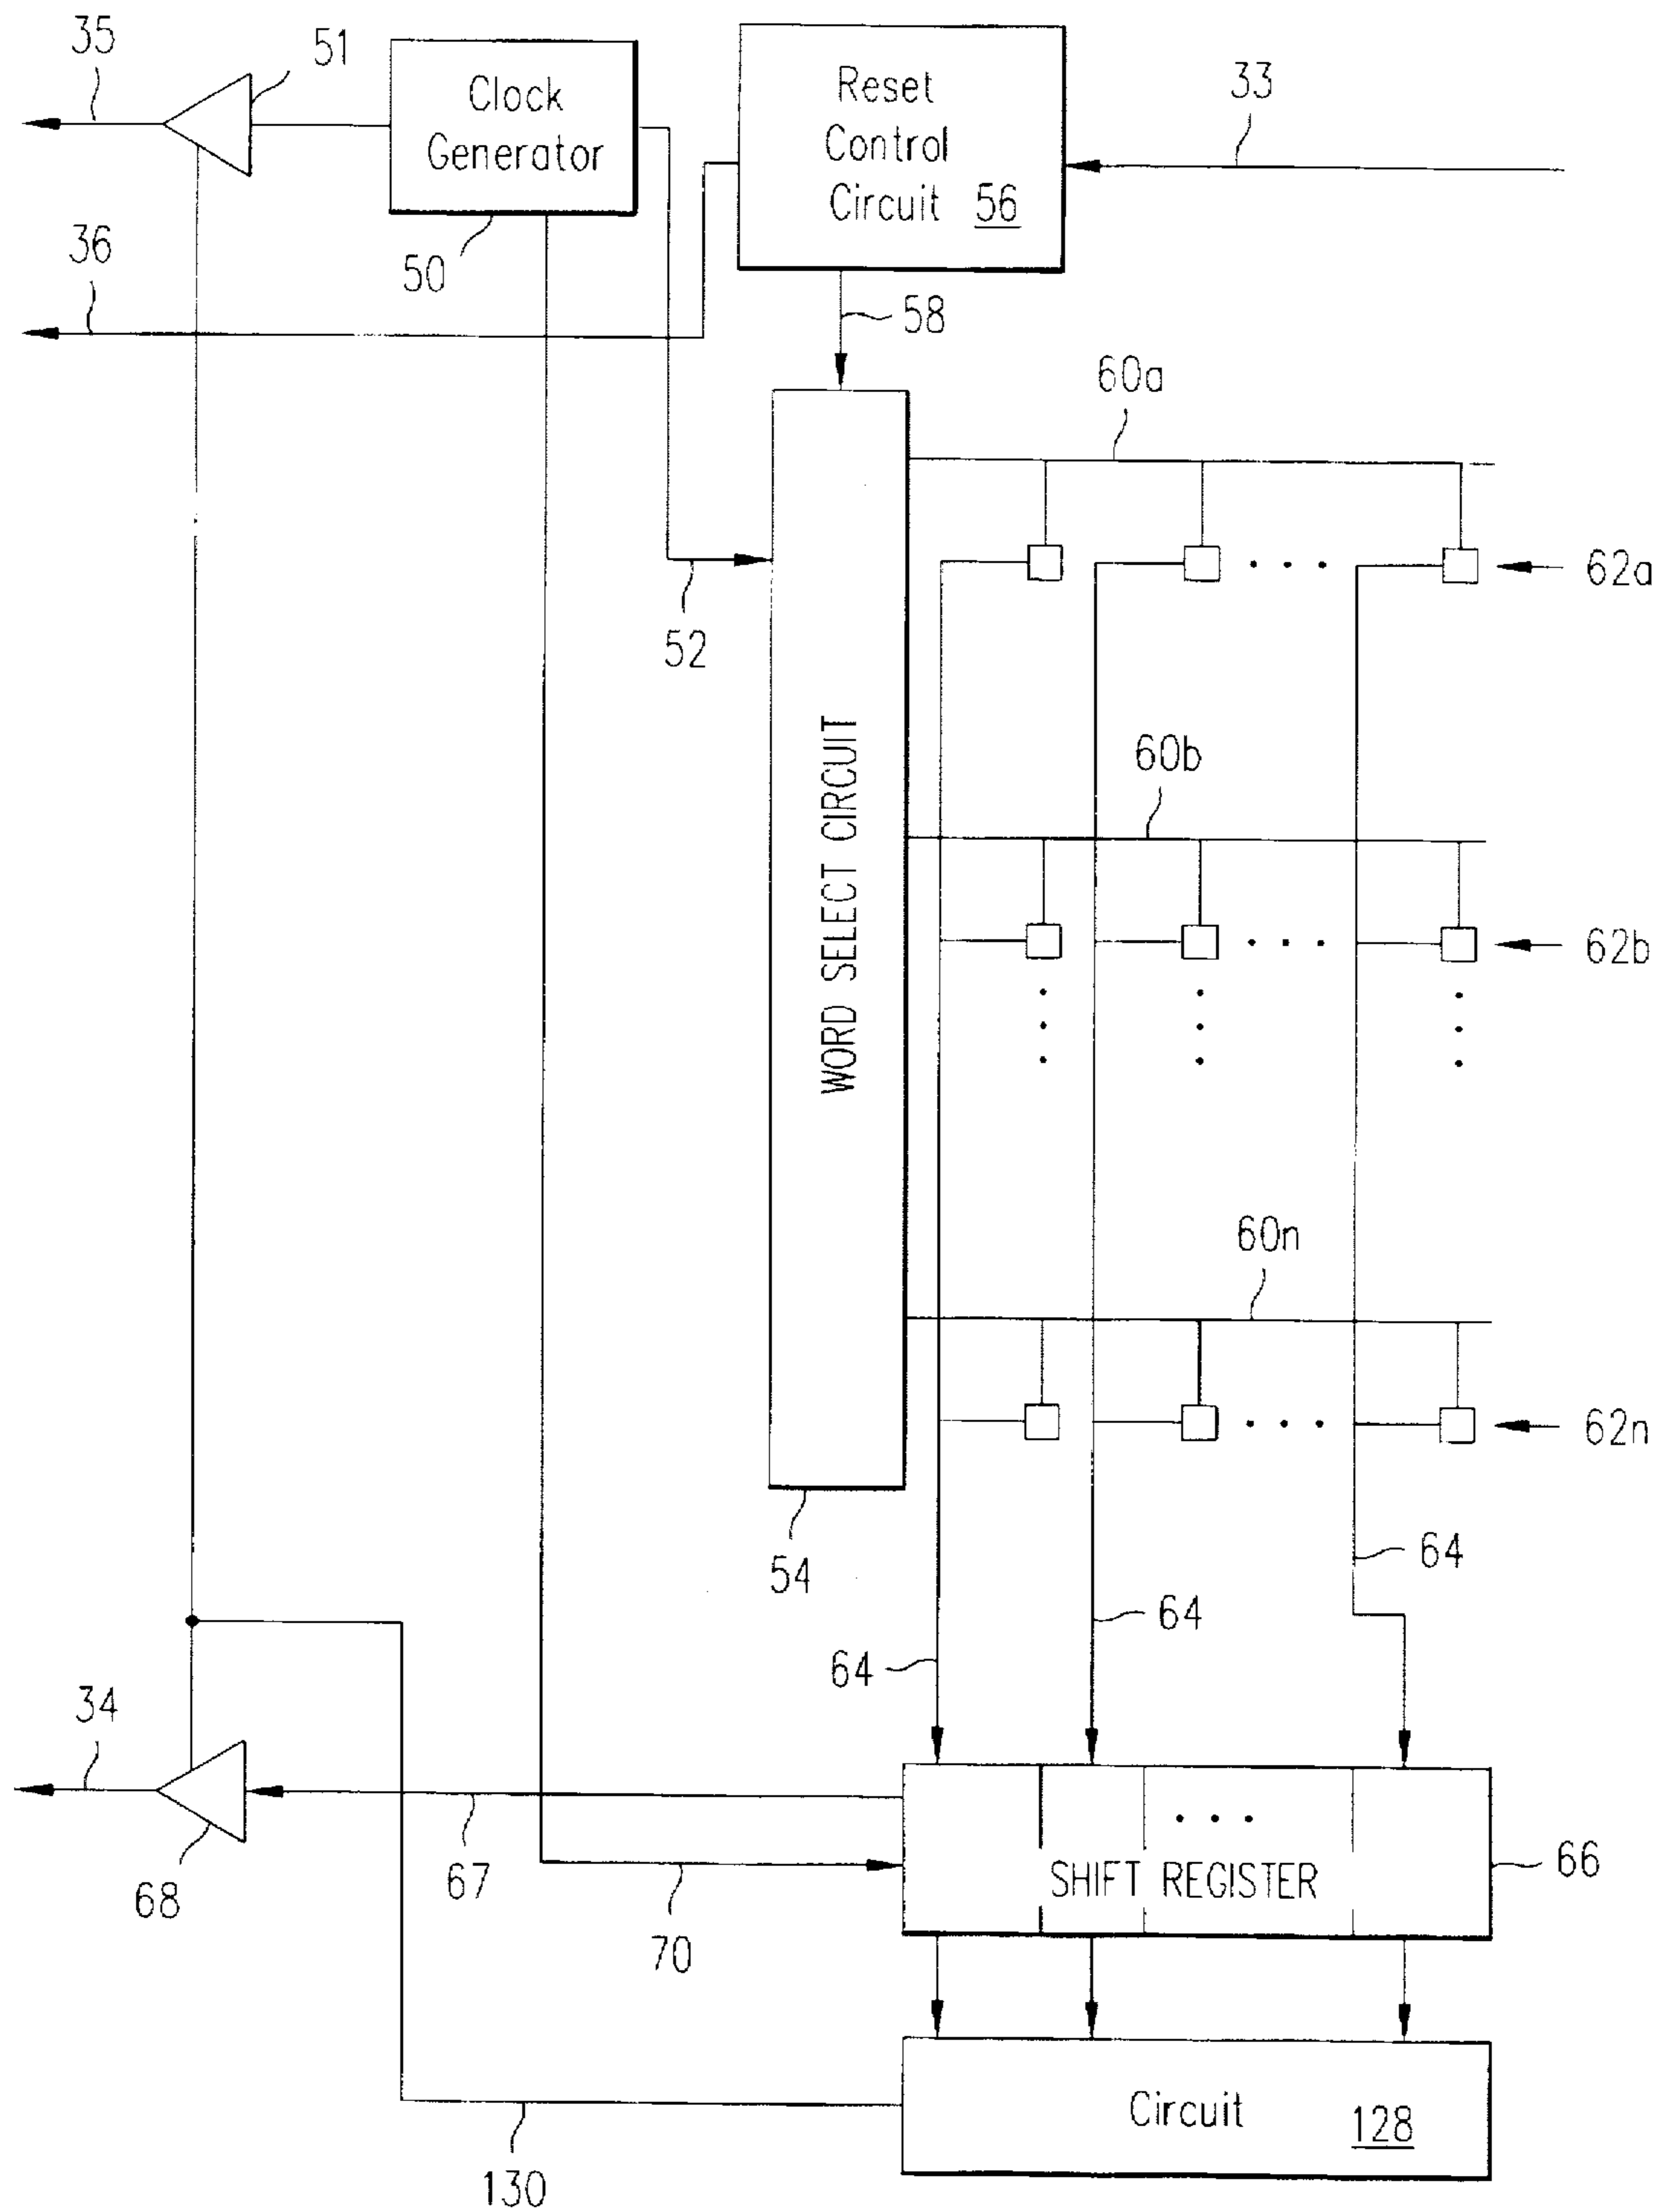 35
51
Clock
Generator
50
Reset
Control
Circuit 56
33
36
58
60a
62a
52
WORD SELECT CIRCUIT
60b
62b
60n
62n
54
64
64
64
34
68
67
70
SHIFT REGISTER
66
Circuit 128
130